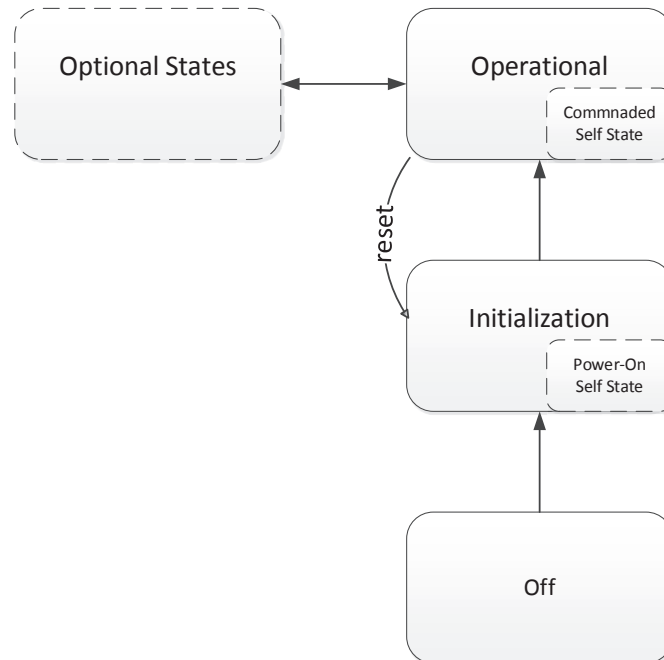 Optional States
Operational
Commnaded
Self State
reset
Initialization
Power-On
Self State
Off